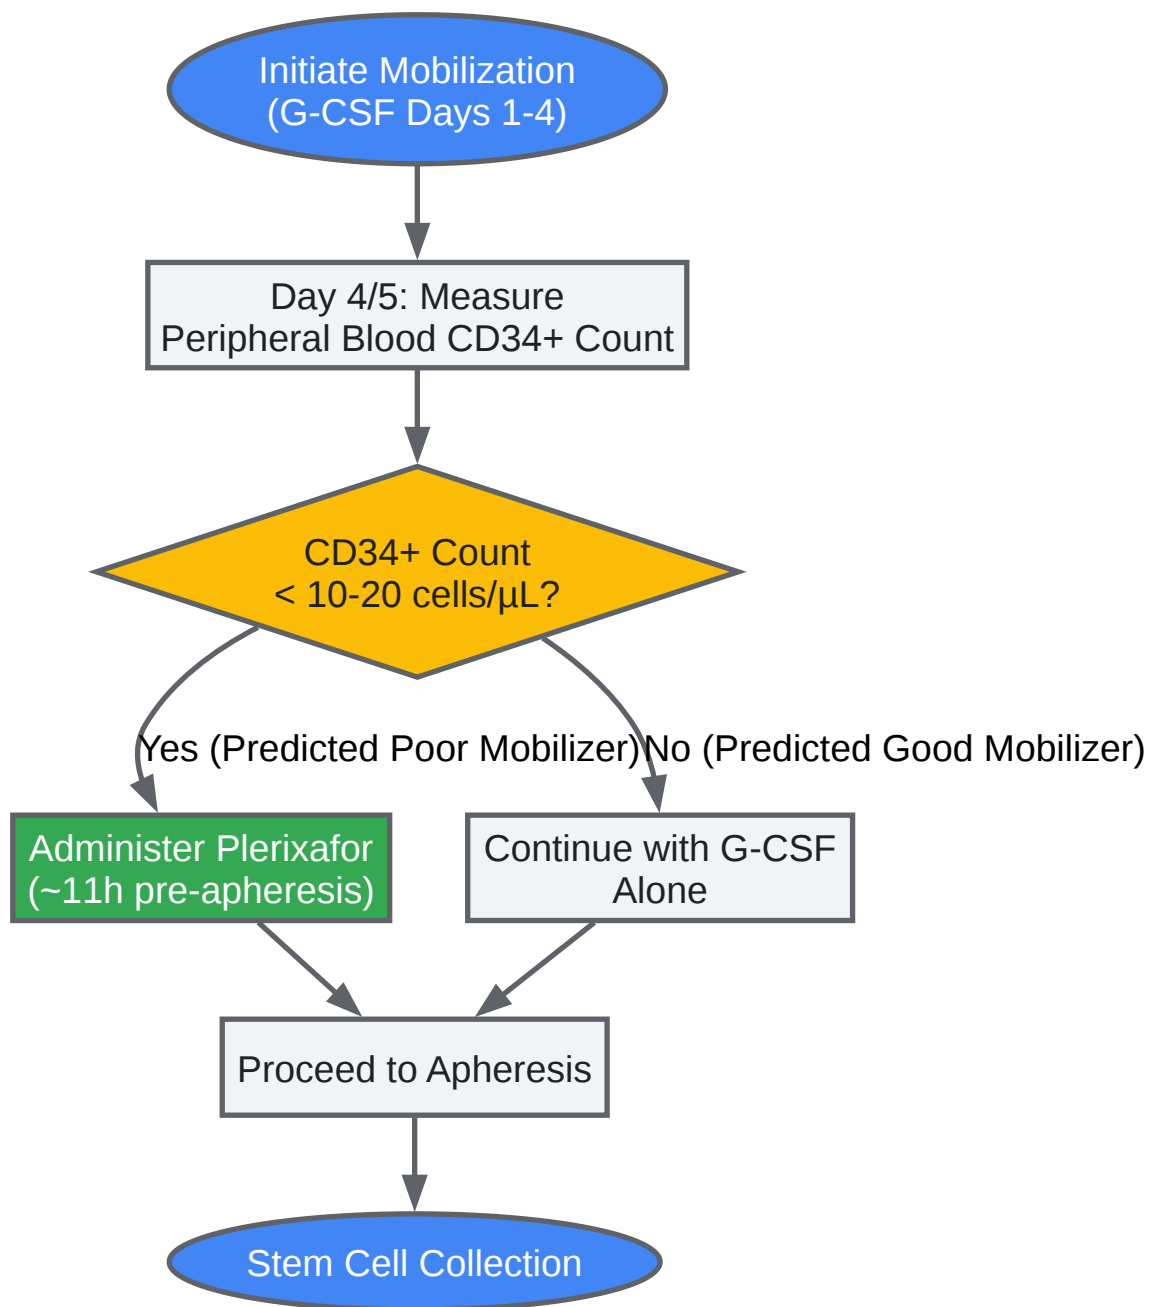 Initiate Mobilization
(G-CSF Days 1-4)
Day 4/5: Measure
Peripheral Blood CD34+ Count
CD34+ Count
< 10-20 cells/µL?
Yes (Predicted Poor Mobilizer)
No (Predicted Good Mobilizer)
Administer Plerixafor
(~11h pre-apheresis)
Continue with G-CSF
Alone
Proceed to Apheresis
Stem Cell Collection